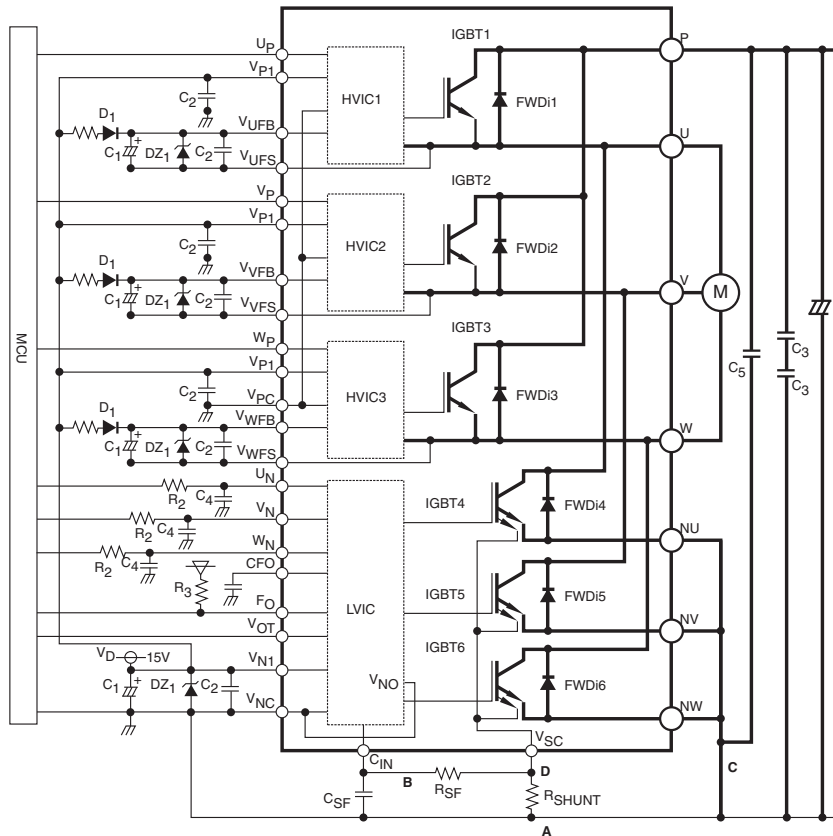 MCU
UP
VP1
C2
D1
C1
+
DZ1
C2
VUFB
VUFS
HVIC1
IGBT1
FWDi1
P
U
VP
VP1
C2
D1
C1
+
DZ1
C2
VVFB
VVFS
HVIC2
IGBT2
FWDi2
V
M
WP
VP1
C2
VPC
D1
C1
+
DZ1
C2
VWFB
VWFS
HVIC3
IGBT3
FWDi3
W
C5
C3
C3
UN
R2
C4
VN
R2
C4
WN
R2
C4
CFO
R3
FO
VOT
VD
15V
VN1
C1
+
DZ1
C2
VNC
LVIC
VNO
IGBT4
FWDi4
NU
IGBT5
FWDi5
NV
IGBT6
FWDi6
NW
VSC
CIN
B
D
C
CSF
RSF
RSHUNT
A